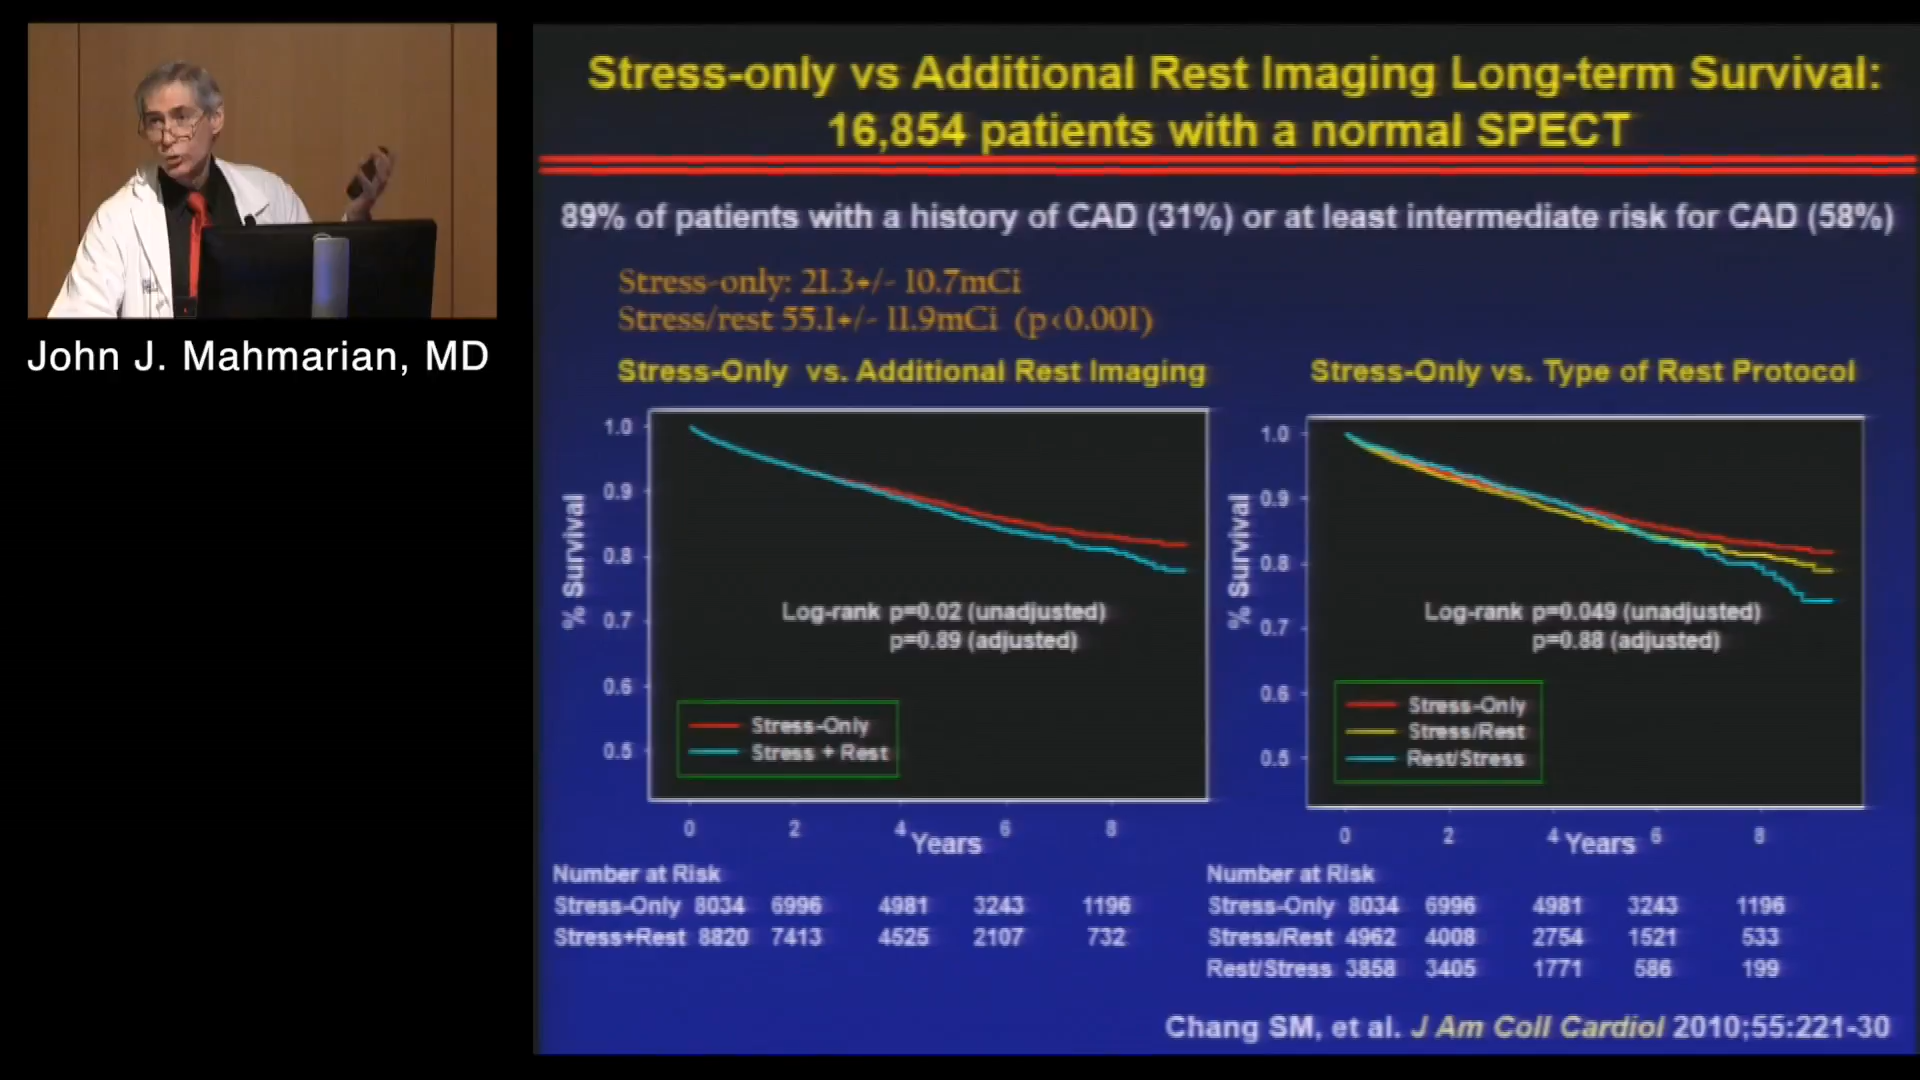 John J. Mahmarian, MD
Stress-only vs Additional Rest Imaging Long-term Survival:
16,854 patients with a normal SPECT
89% of patients with a history of CAD (31%) or at least intermediate risk for CAD (58%)
Stress-only: 21.3+/- 10.7mCi
Stress/rest 55.1+/- 11.9mCi (p<0.001)
Stress-Only vs. Additional Rest Imaging
% Survival
1.0
0.9
0.8
0.7
0.6
0.5
Log-rank p=0.02 (unadjusted)
p=0.89 (adjusted)
Stress-Only
Stress + Rest
0 2 4 6 8
Years
Number at Risk
Stress-Only 8034 6996 4981 3243 1196
Stress+Rest 8820 7413 4525 2107 732
Stress-Only vs. Type of Rest Protocol
% Survival
1.0
0.9
0.8
0.7
0.6
0.5
Log-rank p=0.049 (unadjusted)
p=0.88 (adjusted)
Stress-Only
Stress/Rest
Rest/Stress
0 2 4 6 8
Years
Number at Risk
Stress-Only 8034 6996 4981 3243 1196
Stress/Rest 4962 4008 2754 1521 533
Rest/Stress 3858 3405 1771 586 199
Chang SM, et al. J Am Coll Cardiol 2010;55:221-30